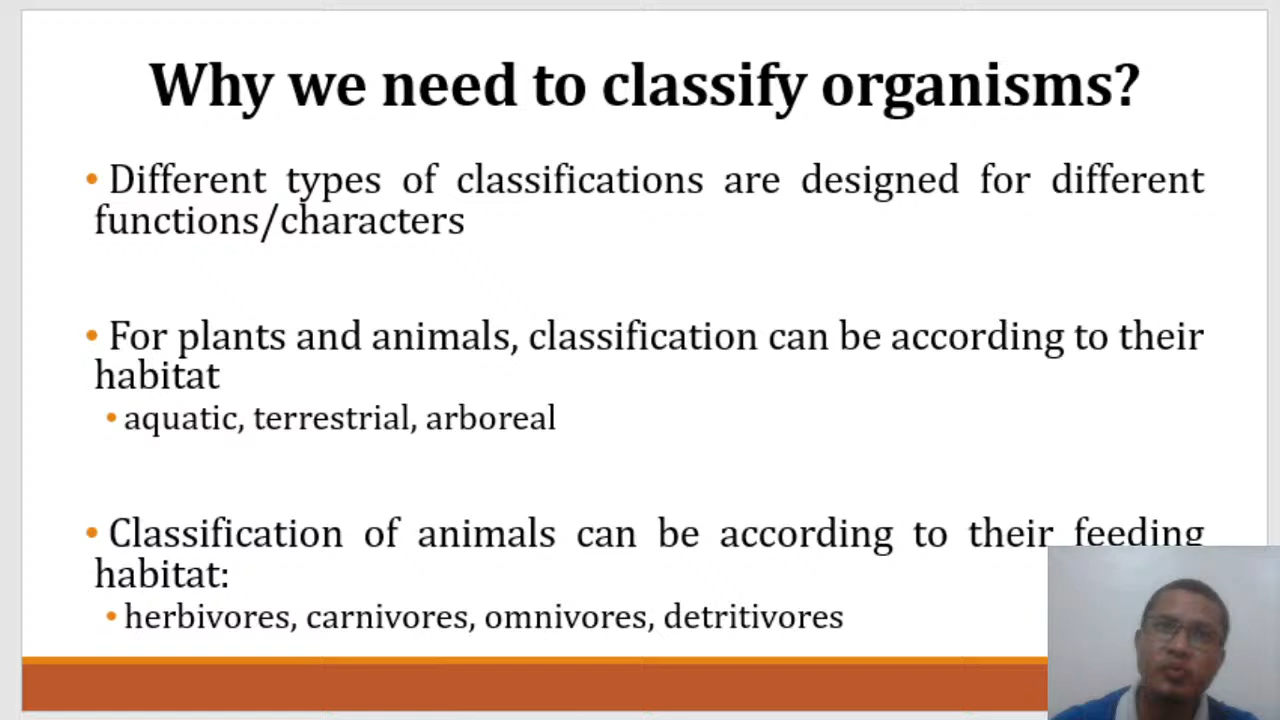 Why we need to classify organisms?
• Different types of classifications are designed for different
functions/characters
• For plants and animals, classification can be according to their
habitat
• aquatic, terrestrial, arboreal
• Classification of animals can be according to their feeding
habitat:
• herbivores, carnivores, omnivores, detritivores